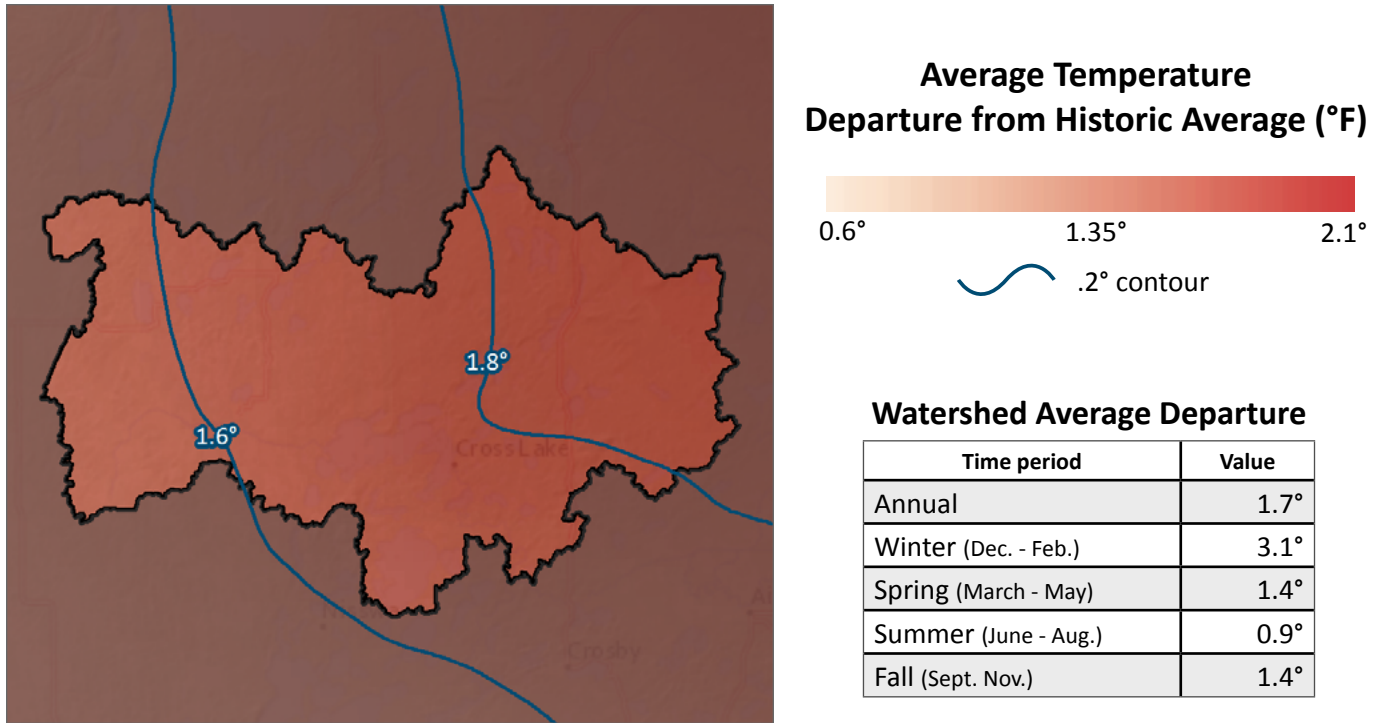 Average Temperature
Departure from Historic Average (°F)
0.6° 1.35° 2.1°
.2° contour
1.8°
1.6°
Cross Lake
Crosby
Watershed Average Departure
Time period Value
Annual 1.7°
Winter (Dec. - Feb.) 3.1°
Spring (March - May) 1.4°
Summer (June - Aug.) 0.9°
Fall (Sept. Nov.) 1.4°